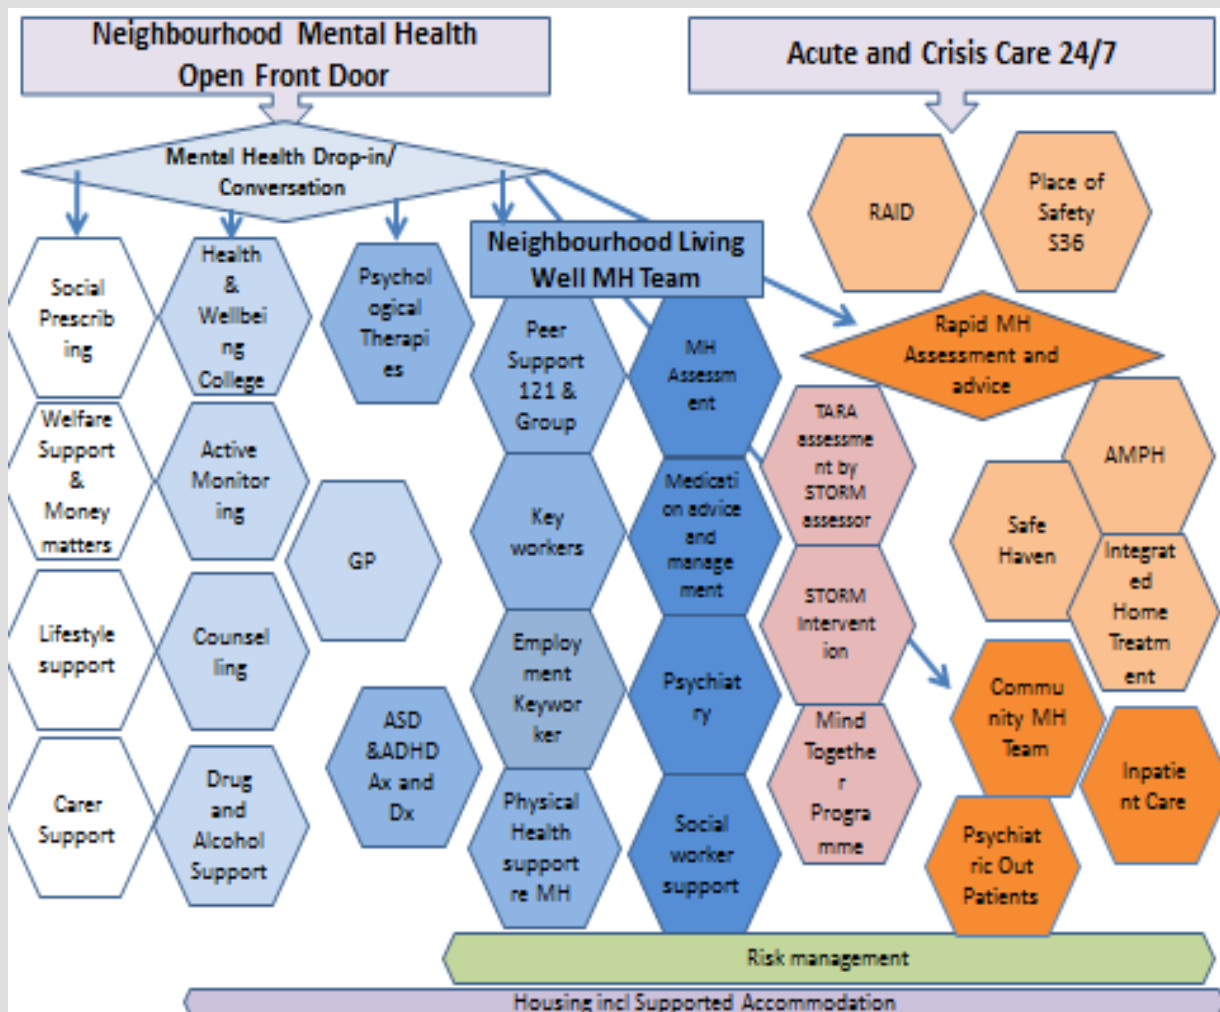 Neighbourhood Mental Health
Open Front Door
Acute and Crisis Care 24/7
Mental Health Drop-in/
Conversation
RAID
Place of
Safety
S36
Neighbourhood Living
Well MH Team
Rapid MH
Assessment and
advice
Social
Prescrib
ing
Health
&
Wellbei
ng
College
Psychol
ogical
Therapi
es
Peer
Support
121 &
Group
MH
Assessm
ent
TARA
assessme
nt by
STORM
assessor
AMPH
Welfare
Support
&
Money
matters
Active
Monitor
ing
GP
Key
workers
Medicati
on advice
and
manage
ment
Safe
Haven
Integrat
ed
Home
Treatm
ent
Lifestyle
support
Counsel
ling
Employ
ment
Keywor
ker
Psychiat
ry
STORM
Intervent
ion
Commu
nity MH
Team
Inpatie
nt Care
Carer
Support
Drug
and
Alcohol
Support
ASD
&ADHD
Ax and
Dx
Physical
Health
support
re MH
Social
worker
support
Mind
Togethe
r
Progra
mme
Psychiat
ric Out
Patients
Risk management
Housing incl Supported Accommodation